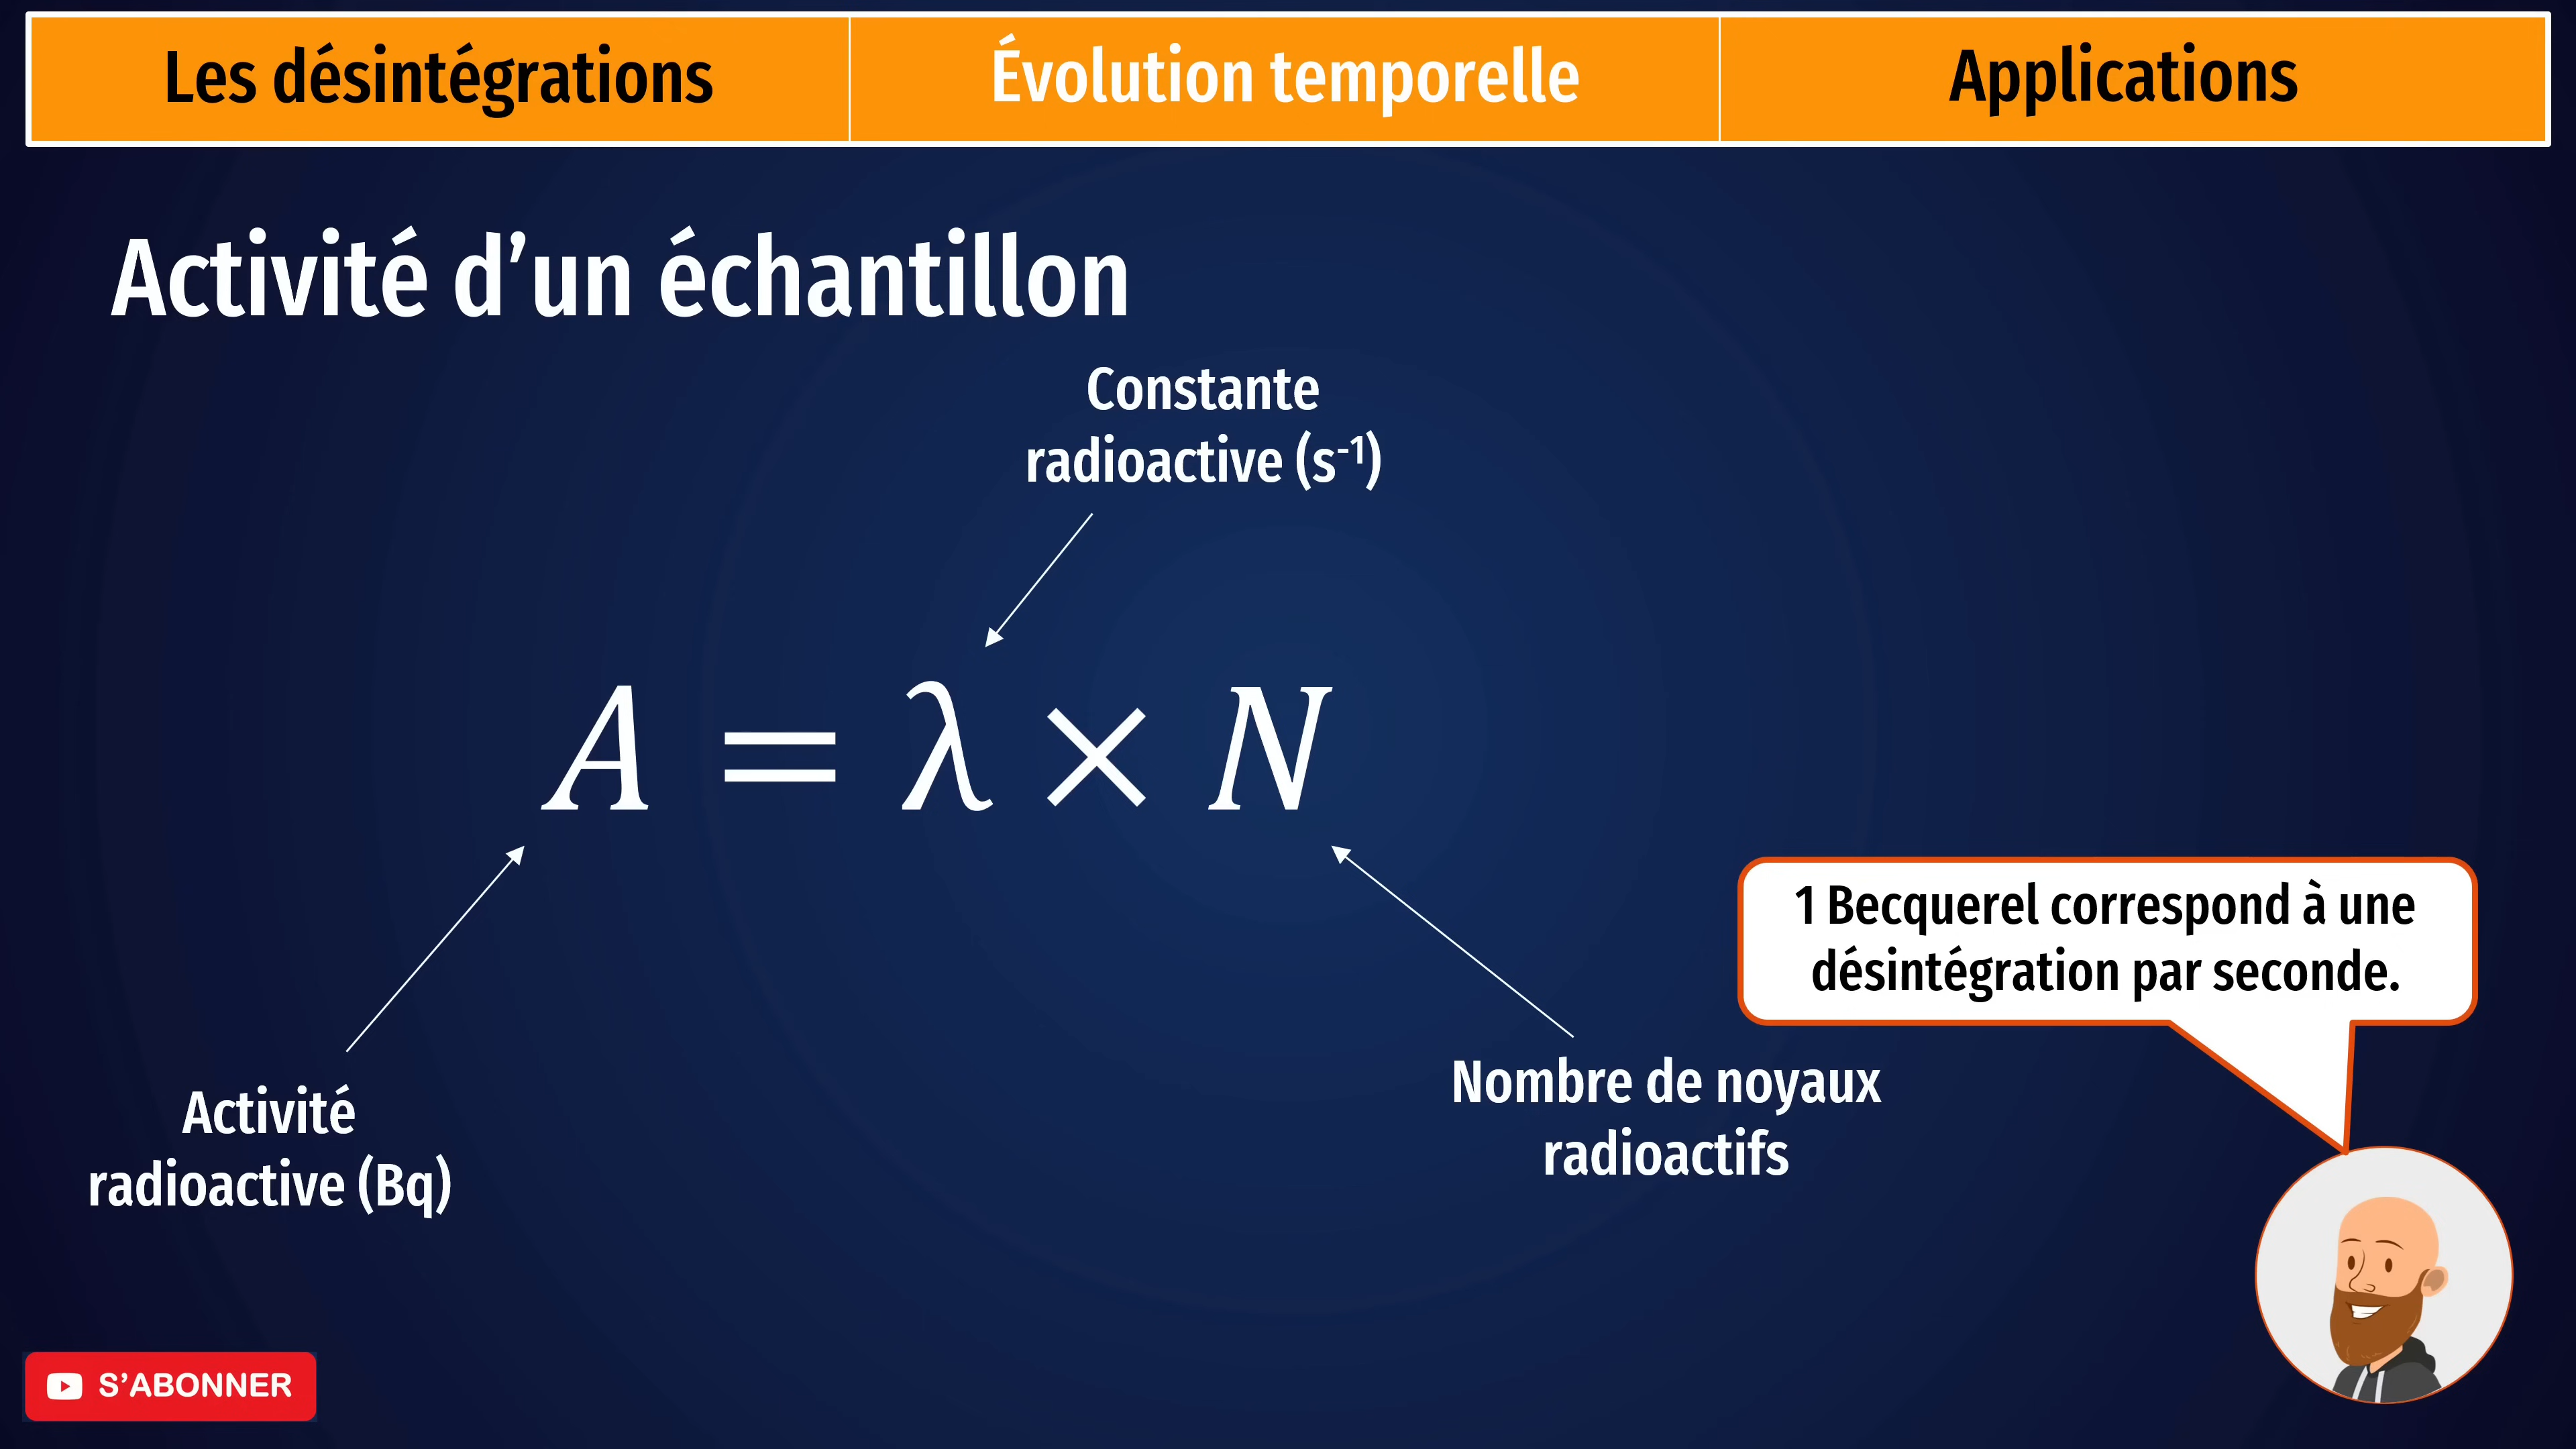 Les désintégrations
Évolution temporelle
Applications
Activité d’un échantillon
Constante
radioactive (s⁻¹)
A = λ × N
1 Becquerel correspond à une
désintégration par seconde.
Nombre de noyaux
radioactifs
Activité
radioactive (Bq)
S’ABONNER